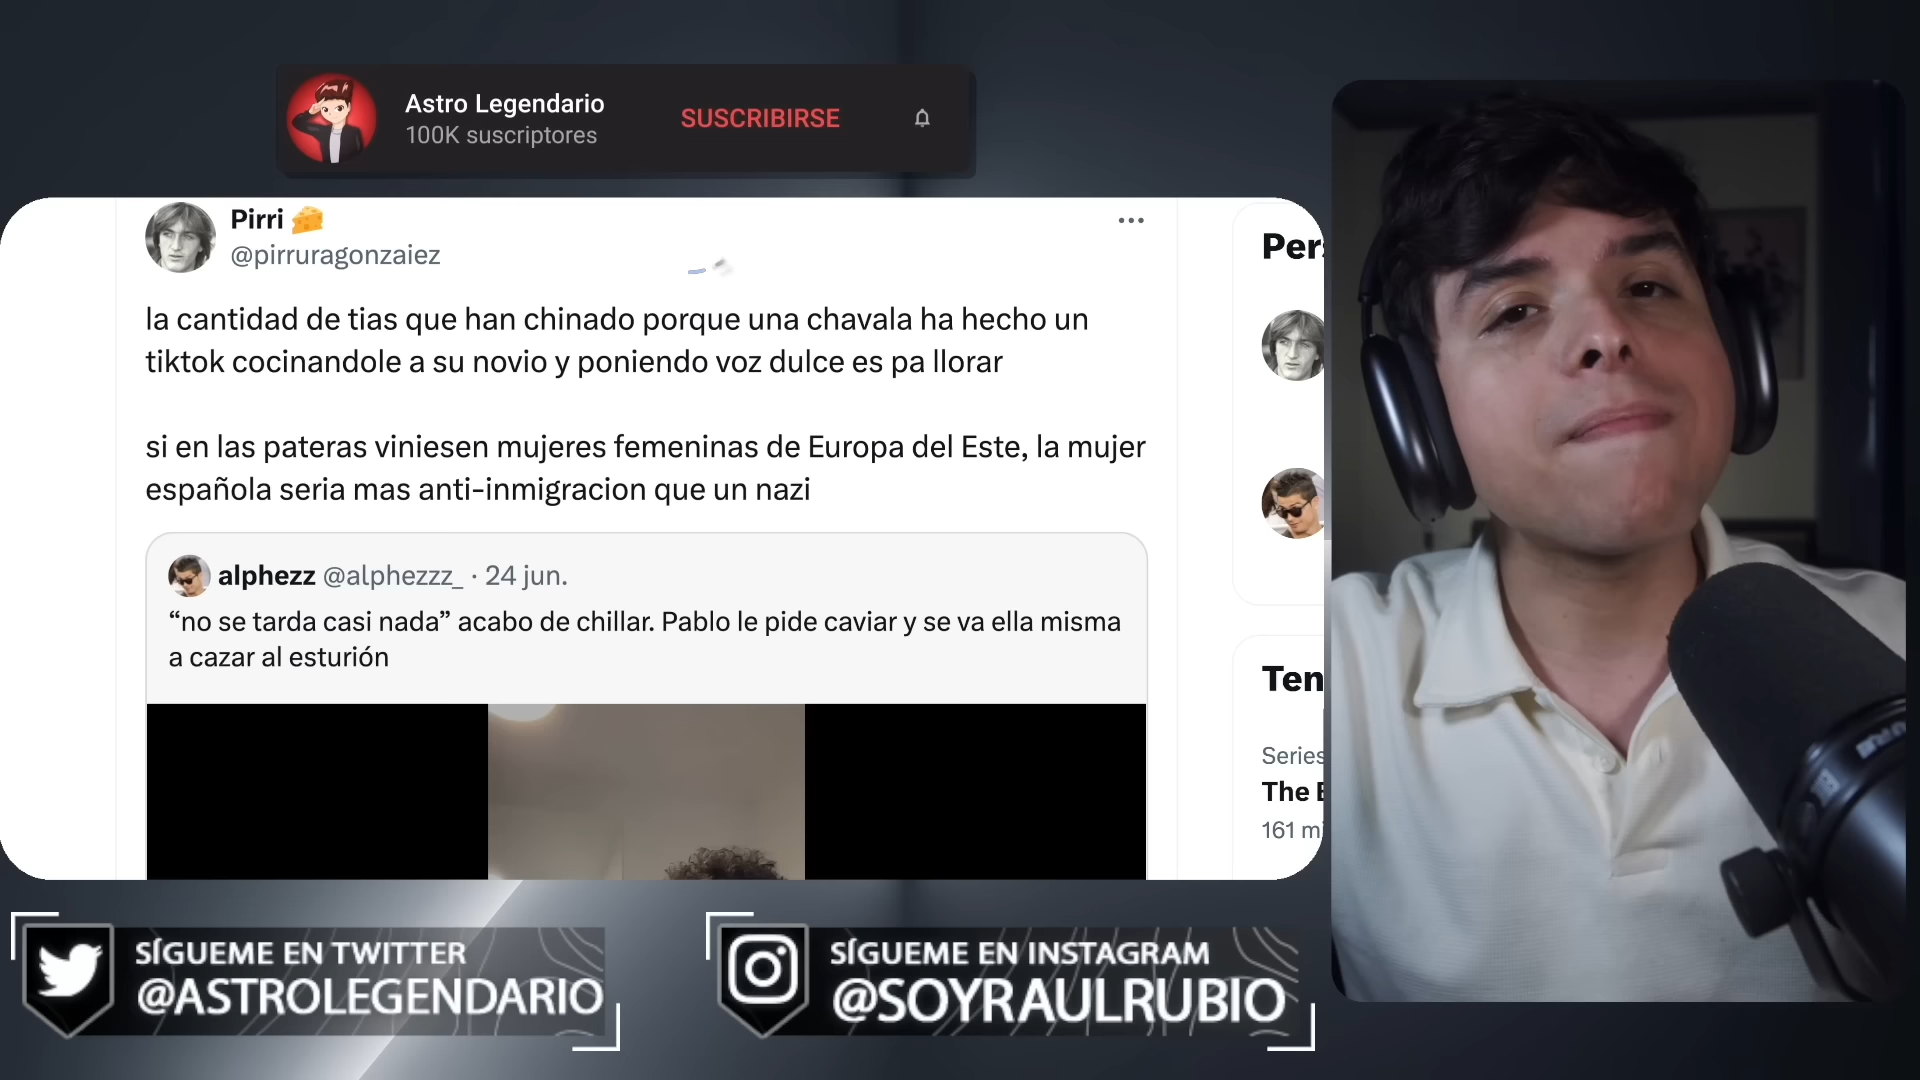 Astro Legendario
100K suscriptores
SUSCRIBIRSE
Pirri
@pirruragonzaiez
la cantidad de tias que han chinado porque una chavala ha hecho un
tiktok cocinandole a su novio y poniendo voz dulce es pa llorar
si en las pateras viniesen mujeres femeninas de Europa del Este, la mujer
española seria mas anti-inmigracion que un nazi
alphezz @alphezzz_ · 24 jun.
“no se tarda casi nada” acabo de chillar. Pablo le pide caviar y se va ella misma
a cazar al esturión
Series
The
161
SÍGUEME EN TWITTER
@ASTROLEGENDARIO
SÍGUEME EN INSTAGRAM
@SOYRAULRUBIO